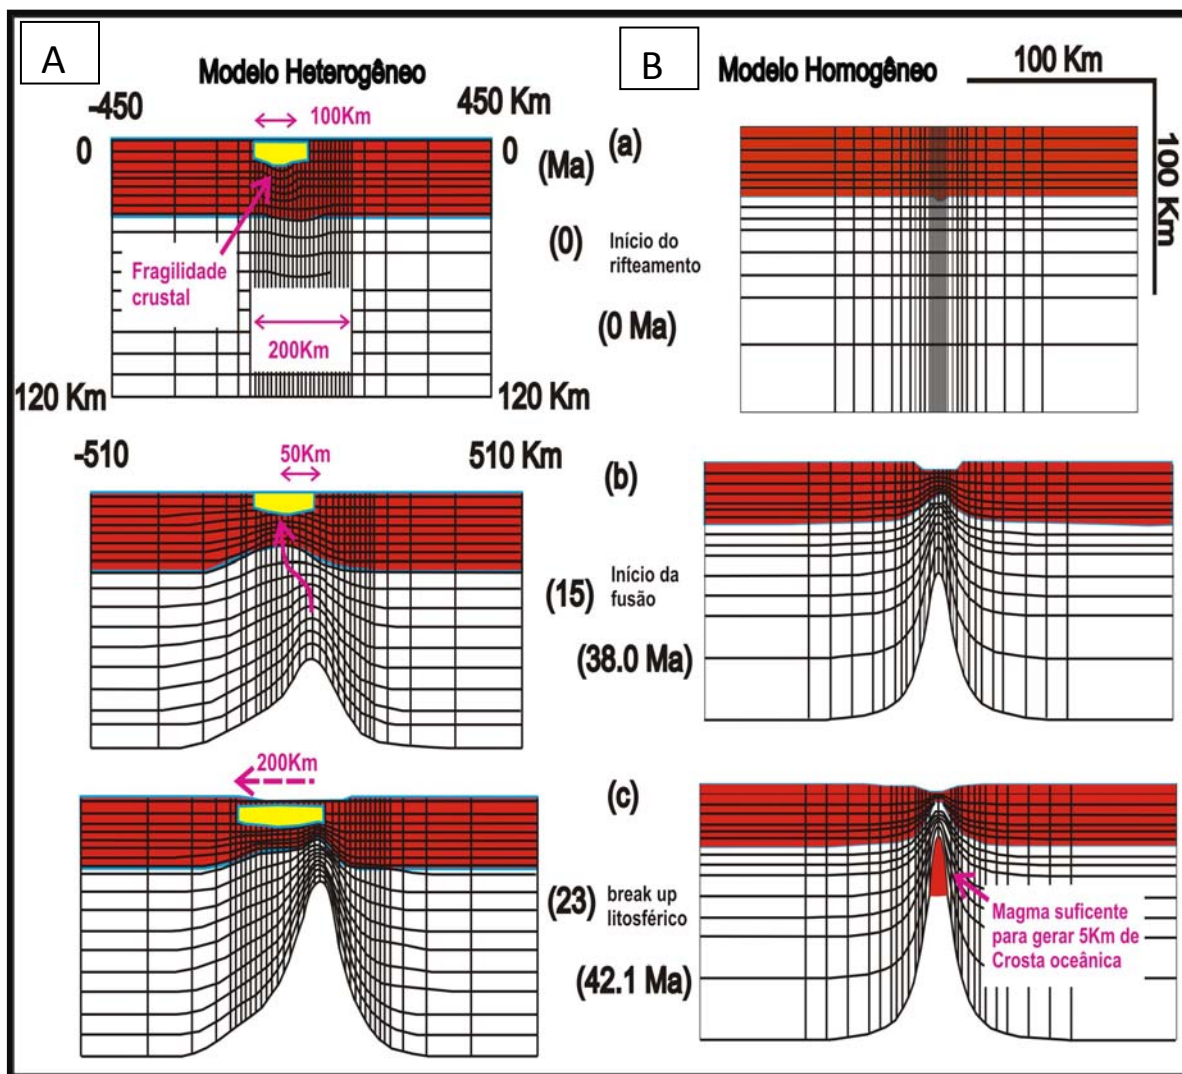 A
Modelo Heterogêneo
-450
450 Km
100Km
0
0
Fragilidade
crustal
200Km
120 Km
120 Km
-510
510 Km
50Km
200Km
(Ma)
(0)
Início do
rifteamento
(0 Ma)
(15)
Início da
fusão
(38.0 Ma)
(23)
break up
litosférico
(42.1 Ma)
B
Modelo Homogêneo
100 Km
100 Km
(a)
(b)
(c)
Magma suficente
para gerar 5Km de
Crosta oceânica